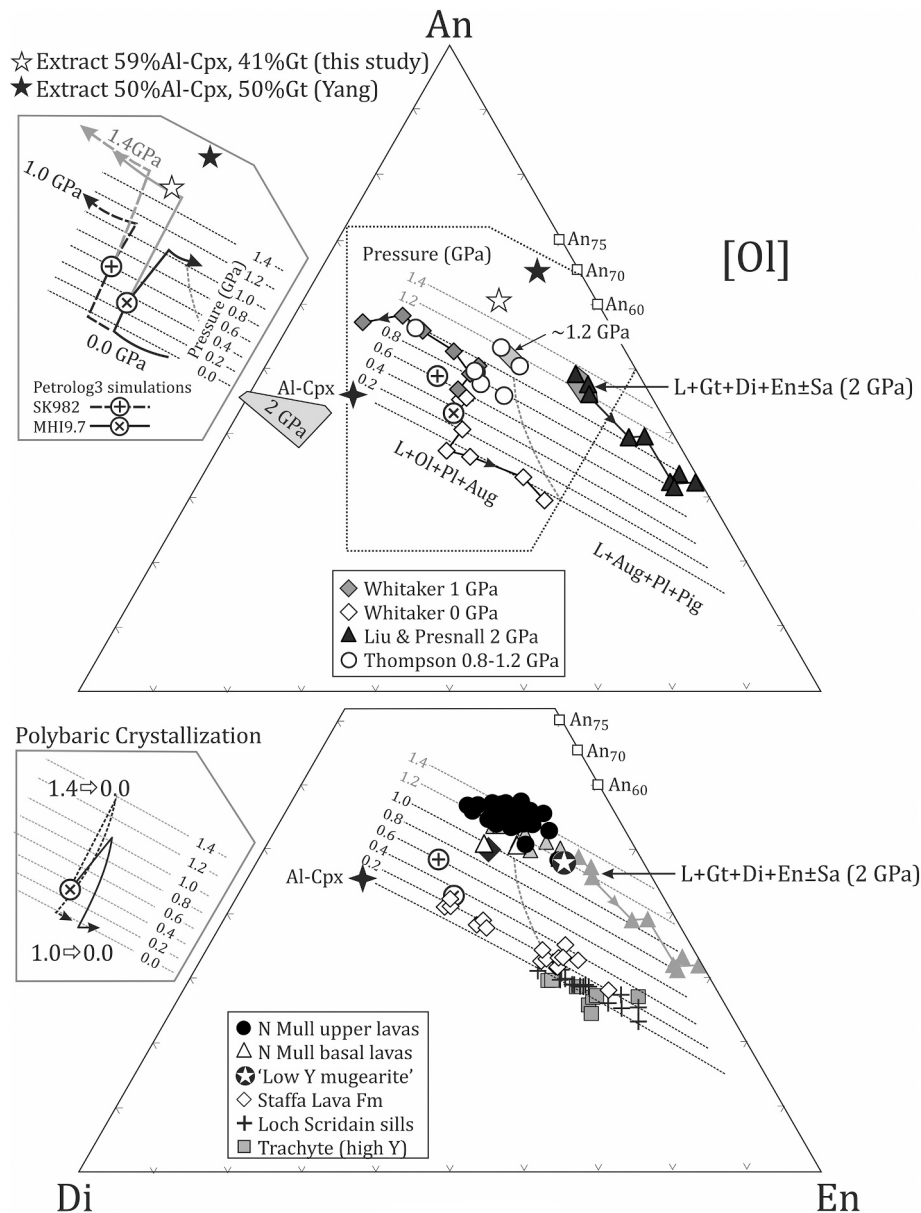 An
☆ Extract 59%Al-Cpx, 41%Gt (this study)
★ Extract 50%Al-Cpx, 50%Gt (Yang)
1.4GPa
1.0 GPa
1.4
1.2
1.0
0.8
0.6
0.4
0.2
0.0
Pressure (GPa)
0.0 GPa
Petrolog3 simulations
SK982
MHI9.7
An75
An70
An60
[Ol]
Pressure (GPa)
1.4
1.2
0.8
0.6
0.4
0.2
~1.2 GPa
Al-Cpx
2 GPa
L+Gt+Di+En±Sa (2 GPa)
L+Ol+Pl+Aug
L+Aug+Pl+Pig
Whitaker 1 GPa
Whitaker 0 GPa
Liu & Presnall 2 GPa
Thompson 0.8-1.2 GPa
Polybaric Crystallization
1.4⇨0.0
1.4
1.2
1.0
0.8
0.6
0.4
0.2
0.0
1.0⇨0.0
An75
An70
An60
1.4
1.2
1.0
0.8
0.6
0.4
0.2
Al-Cpx
L+Gt+Di+En±Sa (2 GPa)
N Mull upper lavas
N Mull basal lavas
'Low Y mugearite'
Staffa Lava Fm
Loch Scridain sills
Trachyte (high Y)
Di
En